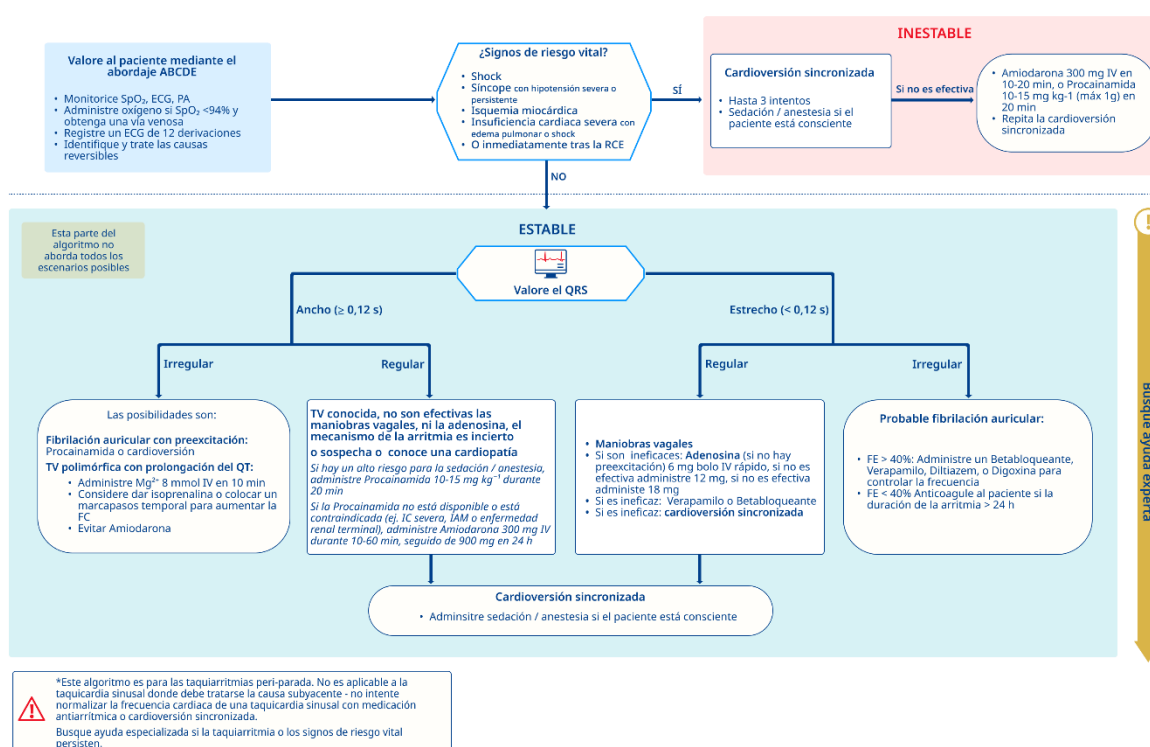 Valore al paciente mediante el
abordaje ABCDE
• Monitorice SpO₂, ECG, PA
• Administre oxígeno si SpO₂ <94% y
obtenga una vía venosa
• Registre un ECG de 12 derivaciones
• Identifique y trate las causas
reversibles
¿Signos de riesgo vital?
• Shock
• Síncope con hipotensión severa o
persistente
• Isquemia miocárdica
• Insuficiencia cardiaca severa con
edema pulmonar o shock
• O inmediatamente tras la RCE
SÍ
NO
INESTABLE
Cardioversión sincronizada
• Hasta 3 intentos
• Sedación / anestesia si el
paciente está consciente
Si no es efectiva
• Amiodarona 300 mg IV en
10-20 min, o Procainamida
10-15 mg kg-1 (máx 1g) en
20 min
• Repita la cardioversión
sincronizada
ESTABLE
Esta parte del
algoritmo no
aborda todos los
escenarios posibles
Valore el QRS
Ancho (≥ 0,12 s)
Estrecho (< 0,12 s)
Irregular
Regular
Regular
Irregular
Las posibilidades son:
Fibrilación auricular con preexcitación:
Procainamida o cardioversión
TV polimórfica con prolongación del QT:
• Administre Mg²⁺ 8 mmol IV en 10 min
• Considere dar isoprenalina o colocar un
marcapasos temporal para aumentar la
FC
• Evitar Amiodarona
TV conocida, no son efectivas las
maniobras vagales, ni la adenosina, el
mecanismo de la arritmia es incierto
o sospecha o conoce una cardiopatía
Si hay un alto riesgo para la sedación / anestesia,
administre Procainamida 10-15 mg kg⁻¹ durante
20 min
Si la Procainamida no está disponible o está
contraindicada (ej. IC severa, IAM o enfermedad
renal terminal), administre Amiodarona 300 mg IV
durante 10-60 min, seguido de 900 mg en 24 h
• Maniobras vagales
• Si son ineficaces: Adenosina (si no hay
preexcitación) 6 mg bolo IV rápido, si no es
efectiva administre 12 mg, si no es efectiva
administe 18 mg
• Si es ineficaz: Verapamilo o Betabloqueante
• Si es ineficaz: cardioversión sincronizada
Probable fibrilación auricular:
• FE > 40%: Administre un Betabloqueante,
Verapamilo, Diltiazem, o Digoxina para
controlar la frecuencia
• FE < 40% Anticoagule al paciente si la
duración de la arritmia > 24 h
Cardioversión sincronizada
• Adminsitre sedación / anestesia si el paciente está consciente
Busque ayuda experta
*Este algoritmo es para las taquiarritmias peri-parada. No es aplicable a la
taquicardia sinusal donde debe tratarse la causa subyacente - no intente
normalizar la frecuencia cardiaca de una taquicardia sinusal con medicación
antiarrítmica o cardioversión sincronizada.
Busque ayuda especializada si la taquiarritmia o los signos de riesgo vital
persisten.